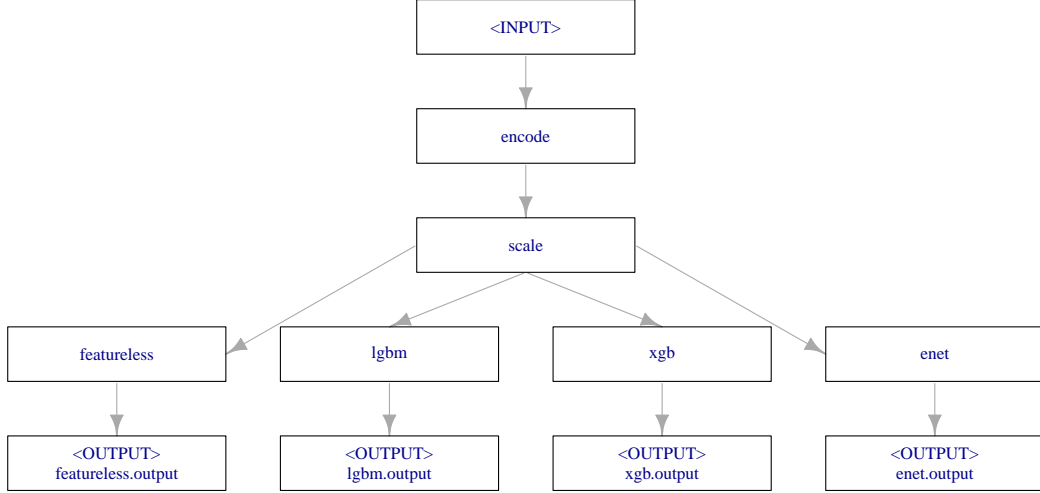 <INPUT>
encode
scale
featureless
lgbm
xgb
enet
<OUTPUT>
featureless.output
<OUTPUT>
lgbm.output
<OUTPUT>
xgb.output
<OUTPUT>
enet.output